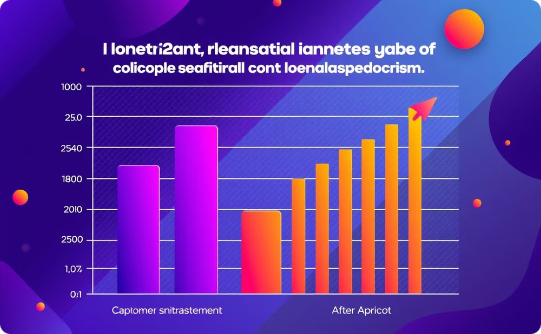 I lonetri2ant, rleansatial iannetes yabe of
colicople seafitirall cont loenalaspedocrism.
1000
25.0
2540
1800
2010
2500
1,0%
0:1
Captomer snitrastement
After Apricot